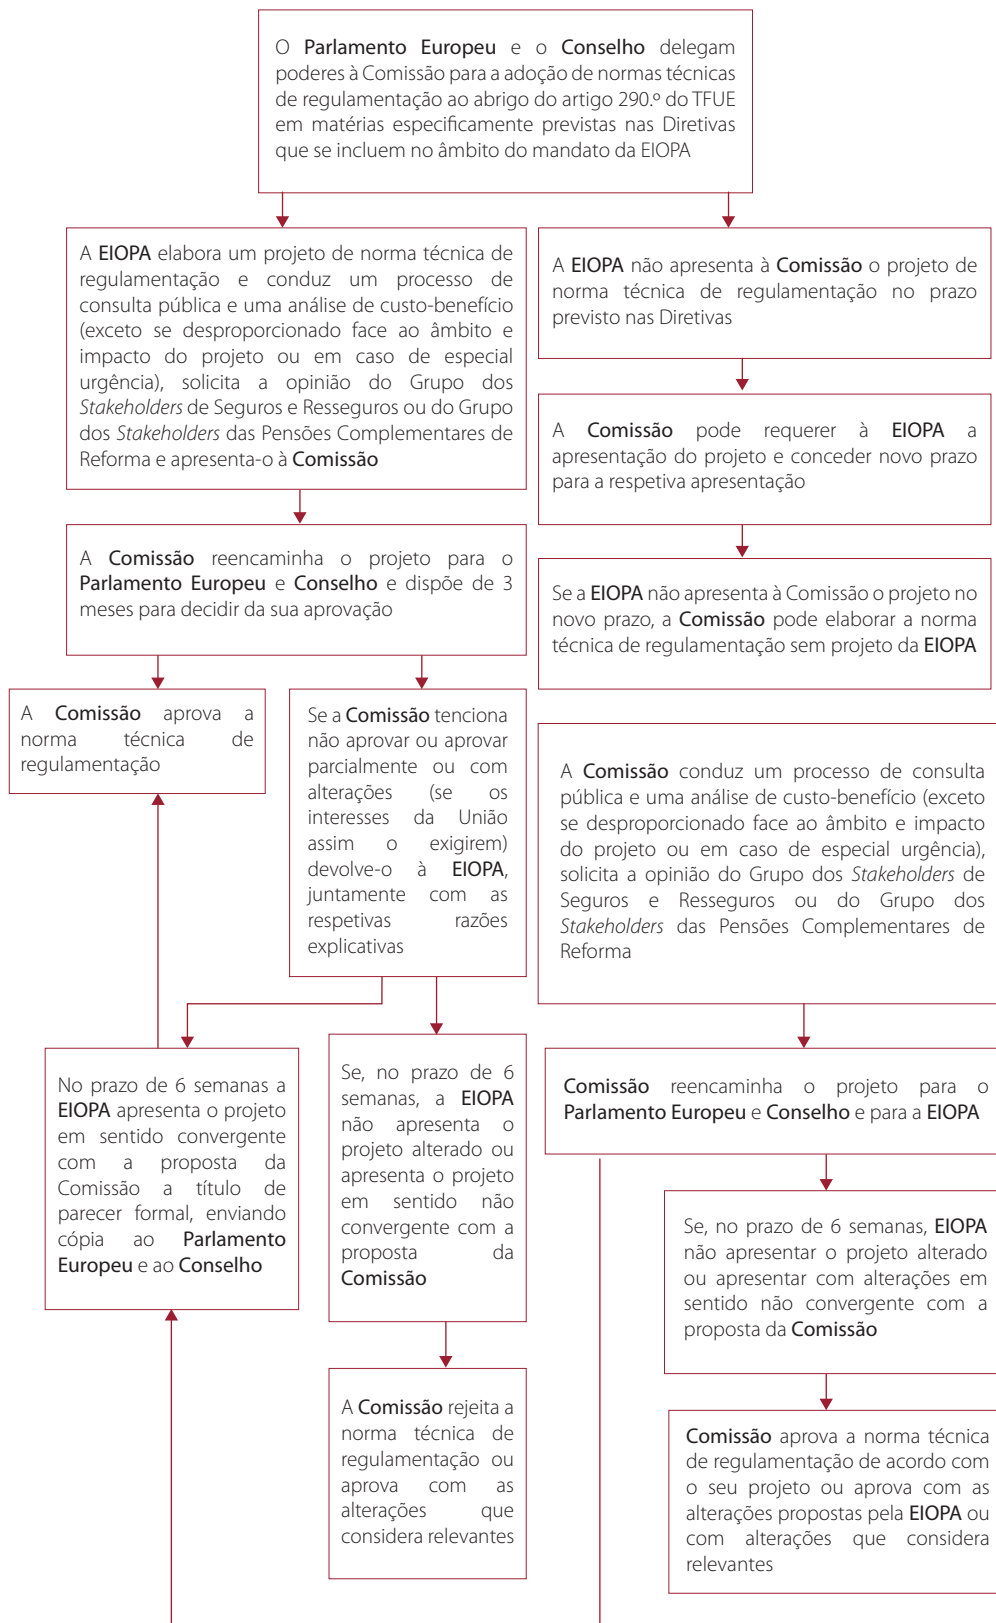 O Parlamento Europeu e o Conselho delegam
poderes à Comissão para a adoção de normas técnicas
de regulamentação ao abrigo do artigo 290.º do TFUE
em matérias especificamente previstas nas Diretivas
que se incluem no âmbito do mandato da EIOPA
A EIOPA elabora um projeto de norma técnica de
regulamentação e conduz um processo de
consulta pública e uma análise de custo-benefício
(exceto se desproporcionado face ao âmbito e
impacto do projeto ou em caso de especial
urgência), solicita a opinião do Grupo dos
Stakeholders de Seguros e Resseguros ou do Grupo
dos Stakeholders das Pensões Complementares de
Reforma e apresenta-o à Comissão
A EIOPA não apresenta à Comissão o projeto de
norma técnica de regulamentação no prazo
previsto nas Diretivas
A Comissão pode requerer à EIOPA a
apresentação do projeto e conceder novo prazo
para a respetiva apresentação
A Comissão reencaminha o projeto para o
Parlamento Europeu e Conselho e dispõe de 3
meses para decidir da sua aprovação
Se a EIOPA não apresenta à Comissão o projeto no
novo prazo, a Comissão pode elaborar a norma
técnica de regulamentação sem projeto da EIOPA
A Comissão aprova a
norma técnica de
regulamentação
Se a Comissão tenciona
não aprovar ou aprovar
parcialmente ou com
alterações (se os
interesses da União
assim o exigirem)
devolve-o à EIOPA,
juntamente com as
respetivas razões
explicativas
A Comissão conduz um processo de consulta
pública e uma análise de custo-benefício (exceto
se desproporcionado face ao âmbito e impacto
do projeto ou em caso de especial urgência),
solicita a opinião do Grupo dos Stakeholders de
Seguros e Resseguros ou do Grupo dos
Stakeholders das Pensões Complementares de
Reforma
No prazo de 6 semanas a
EIOPA apresenta o projeto
em sentido convergente
com a proposta da
Comissão a título de
parecer formal, enviando
cópia ao Parlamento
Europeu e ao Conselho
Se, no prazo de 6
semanas, a EIOPA
não apresenta o
projeto alterado ou
apresenta o projeto
em sentido não
convergente com a
proposta da
Comissão
Comissão reencaminha o projeto para o
Parlamento Europeu e Conselho e para a EIOPA
Se, no prazo de 6 semanas, EIOPA
não apresentar o projeto alterado
ou apresentar com alterações em
sentido não convergente com a
proposta da Comissão
A Comissão rejeita a
norma técnica de
regulamentação ou
aprova com as
alterações que
considera relevantes
Comissão aprova a norma técnica
de regulamentação de acordo com
o seu projeto ou aprova com as
alterações propostas pela EIOPA ou
com alterações que considera
relevantes